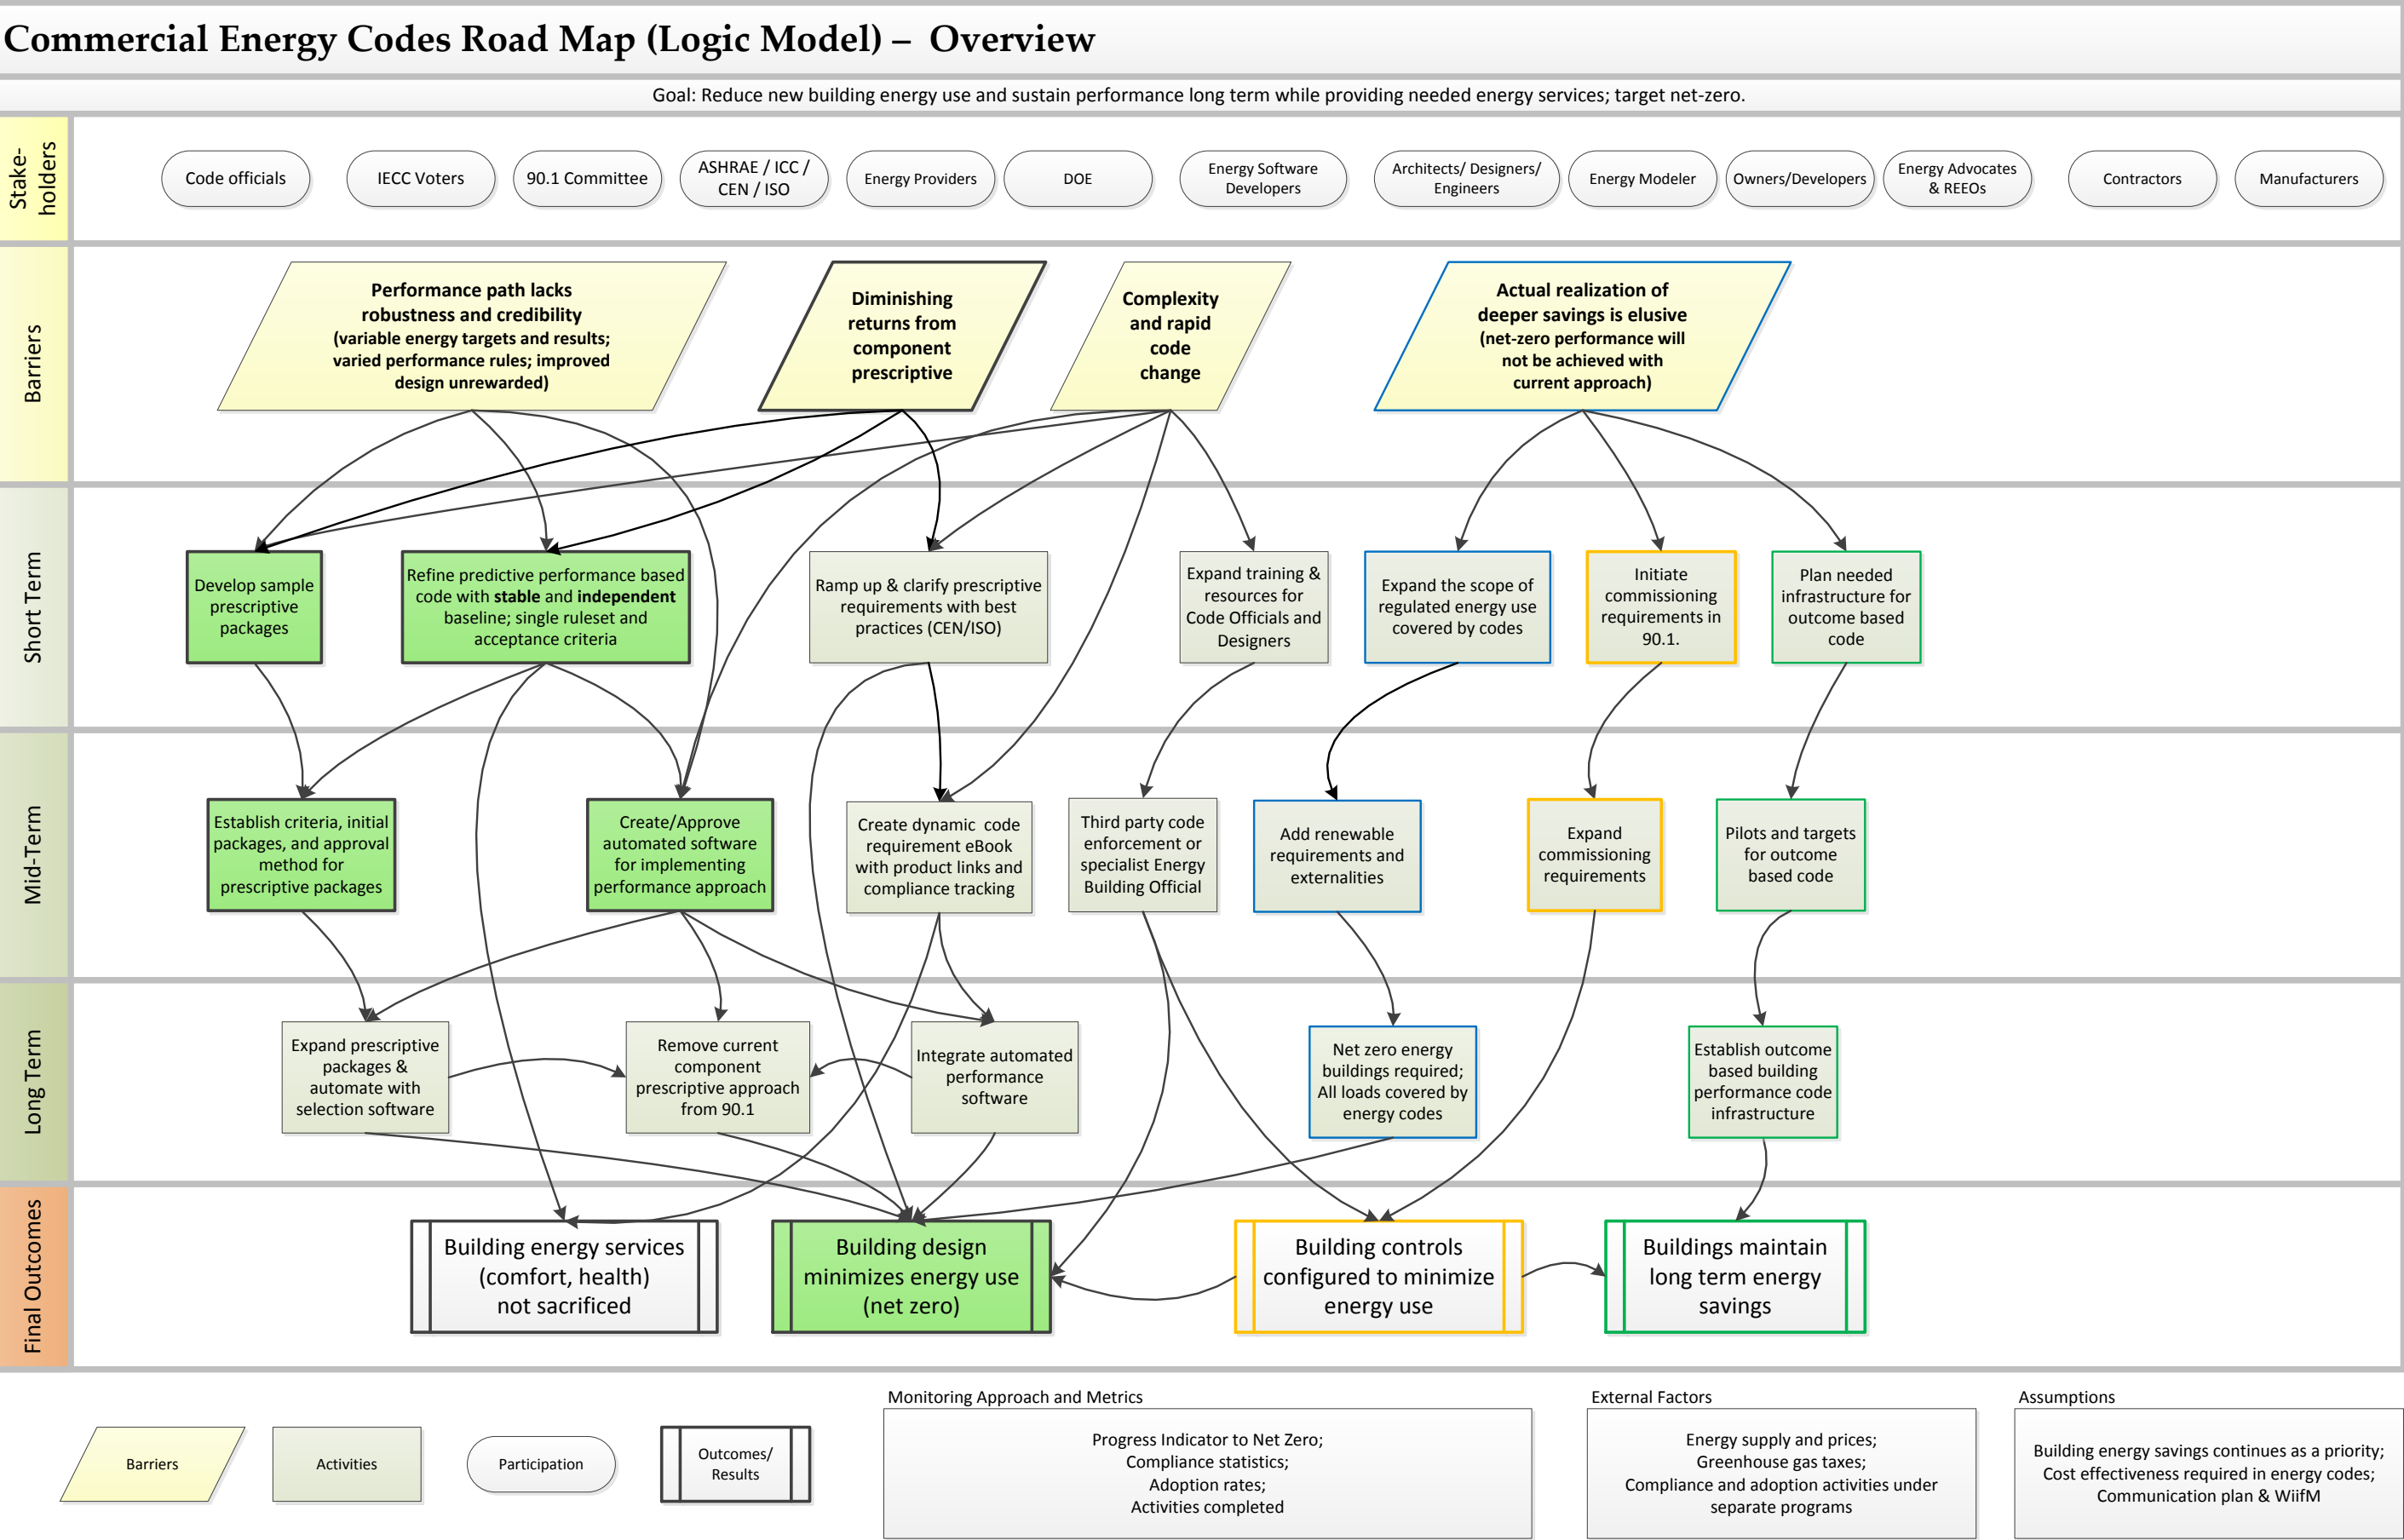 Commercial Energy Codes Road Map (Logic Model) – Overview
Goal: Reduce new building energy use and sustain performance long term while providing needed energy services; target net-zero.
Stake-
holders
Code officials
IECC Voters
90.1 Committee
ASHRAE / ICC /
CEN / ISO
Energy Providers
DOE
Energy Software
Developers
Architects/ Designers/
Engineers
Energy Modeler
Owners/Developers
Energy Advocates
& REEOs
Contractors
Manufacturers
Barriers
Performance path lacks
robustness and credibility
(variable energy targets and results;
varied performance rules; improved
design unrewarded)
Diminishing
returns from
component
prescriptive
Complexity
and rapid
code
change
Actual realization of
deeper savings is elusive
(net-zero performance will
not be achieved with
current approach)
Short Term
Develop sample
prescriptive
packages
Refine predictive performance based
code with stable and independent
baseline; single ruleset and
acceptance criteria
Ramp up & clarify prescriptive
requirements with best
practices (CEN/ISO)
Expand training &
resources for
Code Officials and
Designers
Expand the scope of
regulated energy use
covered by codes
Initiate
commissioning
requirements in
90.1.
Plan needed
infrastructure for
outcome based
code
Mid-Term
Establish criteria, initial
packages, and approval
method for
prescriptive packages
Create/Approve
automated software
for implementing
performance approach
Create dynamic code
requirement eBook
with product links and
compliance tracking
Third party code
enforcement or
specialist Energy
Building Official
Add renewable
requirements and
externalities
Expand
commissioning
requirements
Pilots and targets
for outcome
based code
Long Term
Expand prescriptive
packages &
automate with
selection software
Remove current
component
prescriptive approach
from 90.1
Integrate automated
performance
software
Net zero energy
buildings required;
All loads covered by
energy codes
Establish outcome
based building
performance code
infrastructure
Final Outcomes
Building energy services
(comfort, health)
not sacrificed
Building design
minimizes energy use
(net zero)
Building controls
configured to minimize
energy use
Buildings maintain
long term energy
savings
Barriers
Activities
Participation
Outcomes/
Results
Monitoring Approach and Metrics
Progress Indicator to Net Zero;
Compliance statistics;
Adoption rates;
Activities completed
External Factors
Energy supply and prices;
Greenhouse gas taxes;
Compliance and adoption activities under
separate programs
Assumptions
Building energy savings continues as a priority;
Cost effectiveness required in energy codes;
Communication plan & WiifM